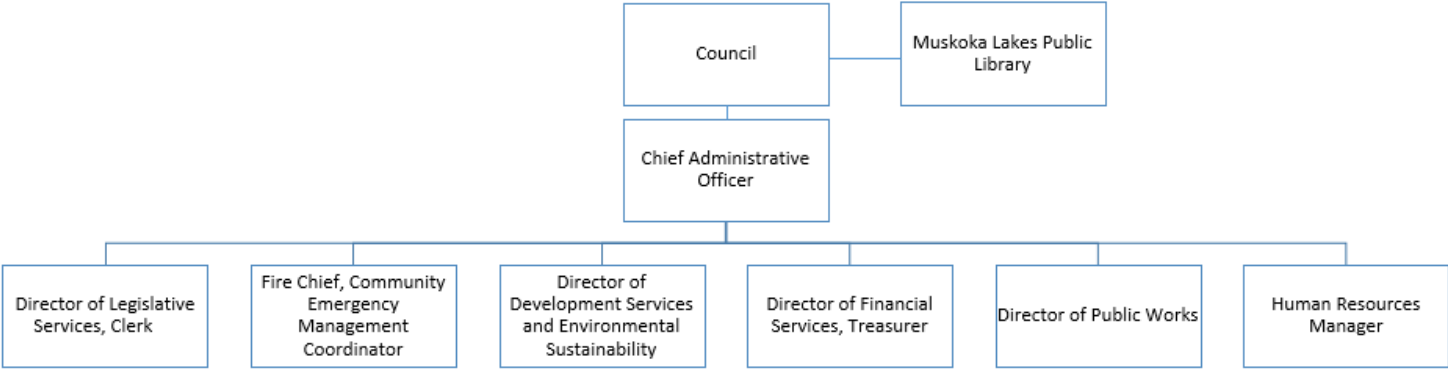 Council
Muskoka Lakes Public
Library
Chief Administrative
Officer
Director of Legislative
Services, Clerk
Fire Chief, Community
Emergency
Management
Coordinator
Director of
Development Services
and Environmental
Sustainability
Director of Financial
Services, Treasurer
Director of Public Works
Human Resources
Manager